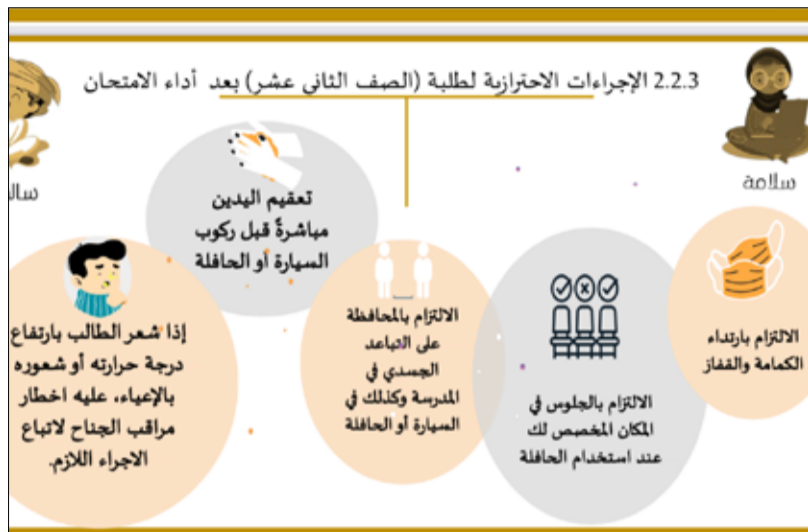 2.2.3 الإجراءات الاحترازية لطلبة (الصف الثاني عشر) بعد أداء الامتحان
سلامة
الالتزام بارتداء
الكمامة والقفاز
الالتزام بالجلوس في
المكان المخصص لك
عند استخدام الحافلة
الالتزام بالمحافظة
على التباعد
الجسدي في
المدرسة وكذلك في
السيارة أو الحافلة
تعقيم اليدين
مباشرةً قبل ركوب
السيارة أو الحافلة
إذا شعر الطالب بارتفاع
درجة حرارته أو شعوره
بالإعياء، عليه اخطار
مراقب الجناح لاتباع
الاجراء اللازم.